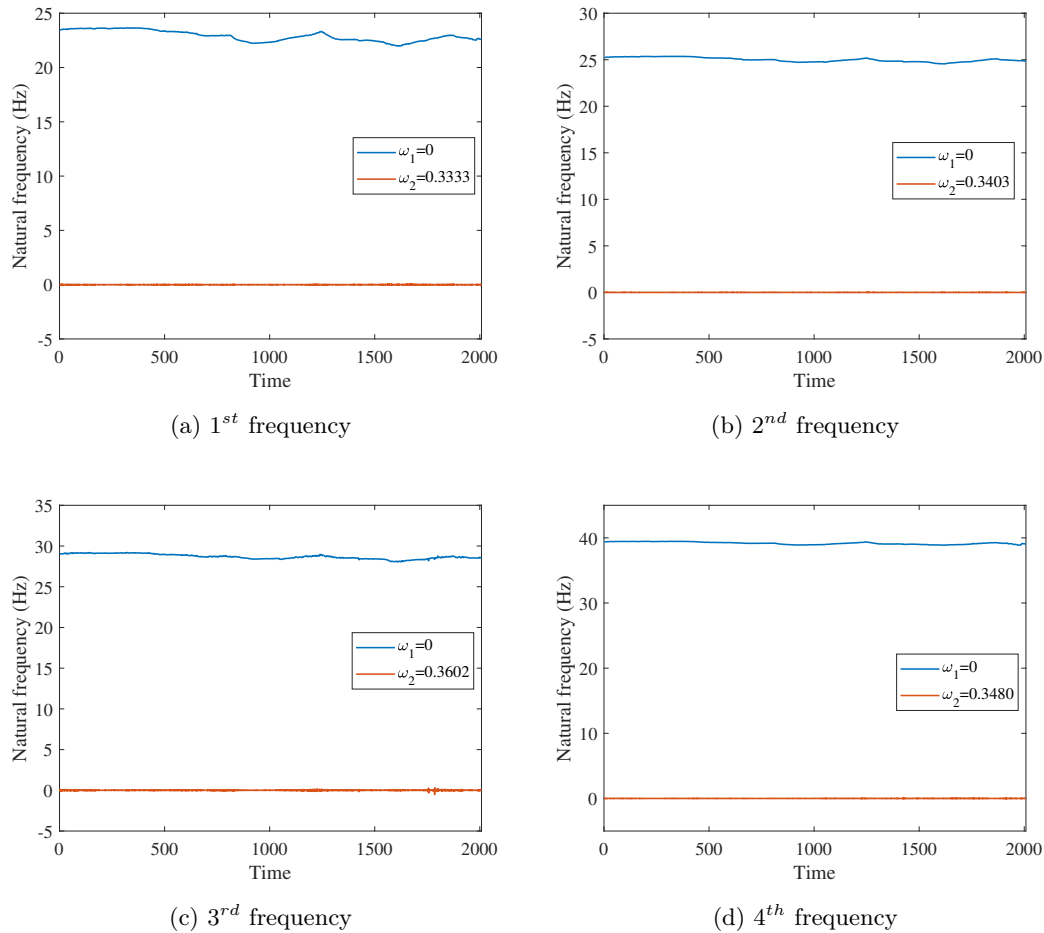 25
20
15
10
5
0
-5
Natural frequency (Hz)
ω₁=0
ω₂=0.3333
0 500 1000 1500 2000
Time
(a) 1ˢᵗ frequency
30
25
20
15
10
5
0
-5
Natural frequency (Hz)
ω₁=0
ω₂=0.3403
0 500 1000 1500 2000
Time
(b) 2ⁿᵈ frequency
35
30
25
20
15
10
5
0
-5
Natural frequency (Hz)
ω₁=0
ω₂=0.3602
0 500 1000 1500 2000
Time
(c) 3ʳᵈ frequency
40
30
20
10
0
Natural frequency (Hz)
ω₁=0
ω₂=0.3480
0 500 1000 1500 2000
Time
(d) 4ᵗʰ frequency